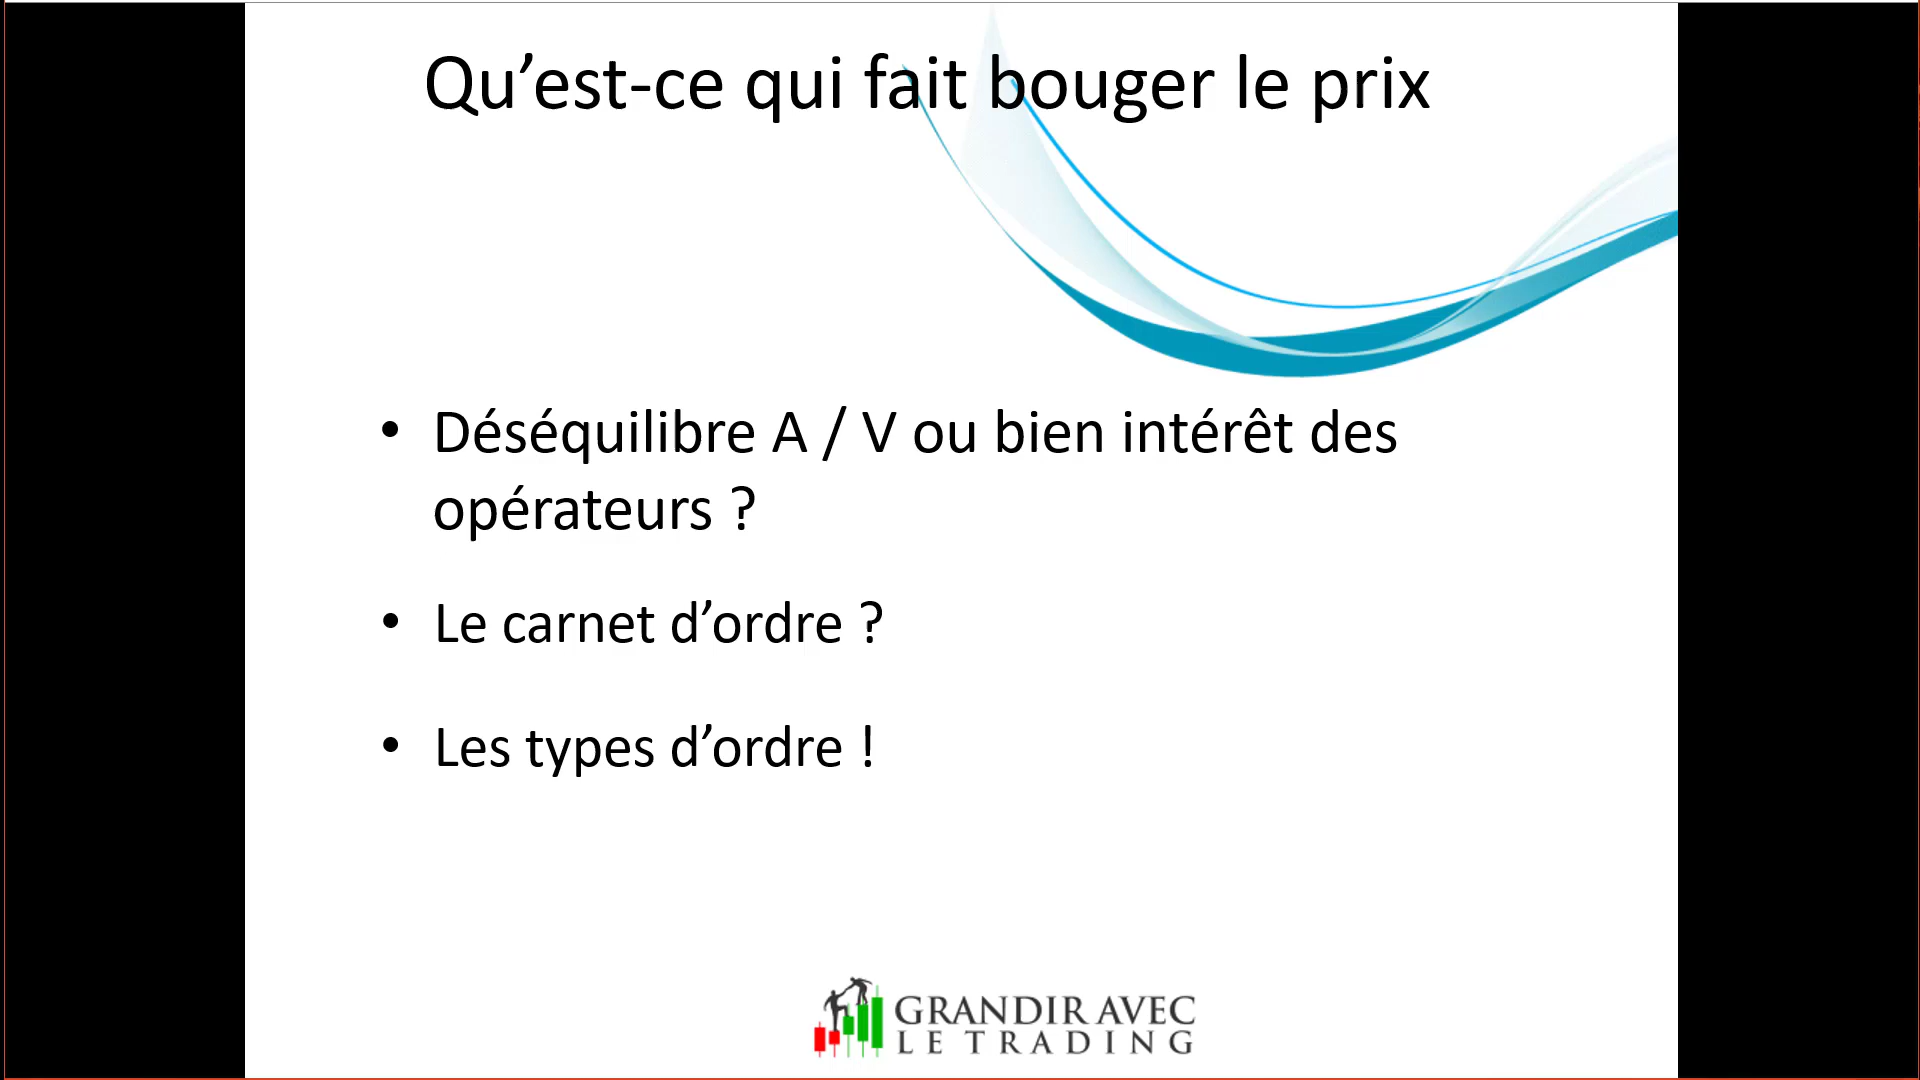 Qu’est-ce qui fait bouger le prix
• Déséquilibre A / V ou bien intérêt des
opérateurs ?
• Le carnet d’ordre ?
• Les types d’ordre !
GRANDIR AVEC
LE TRADING